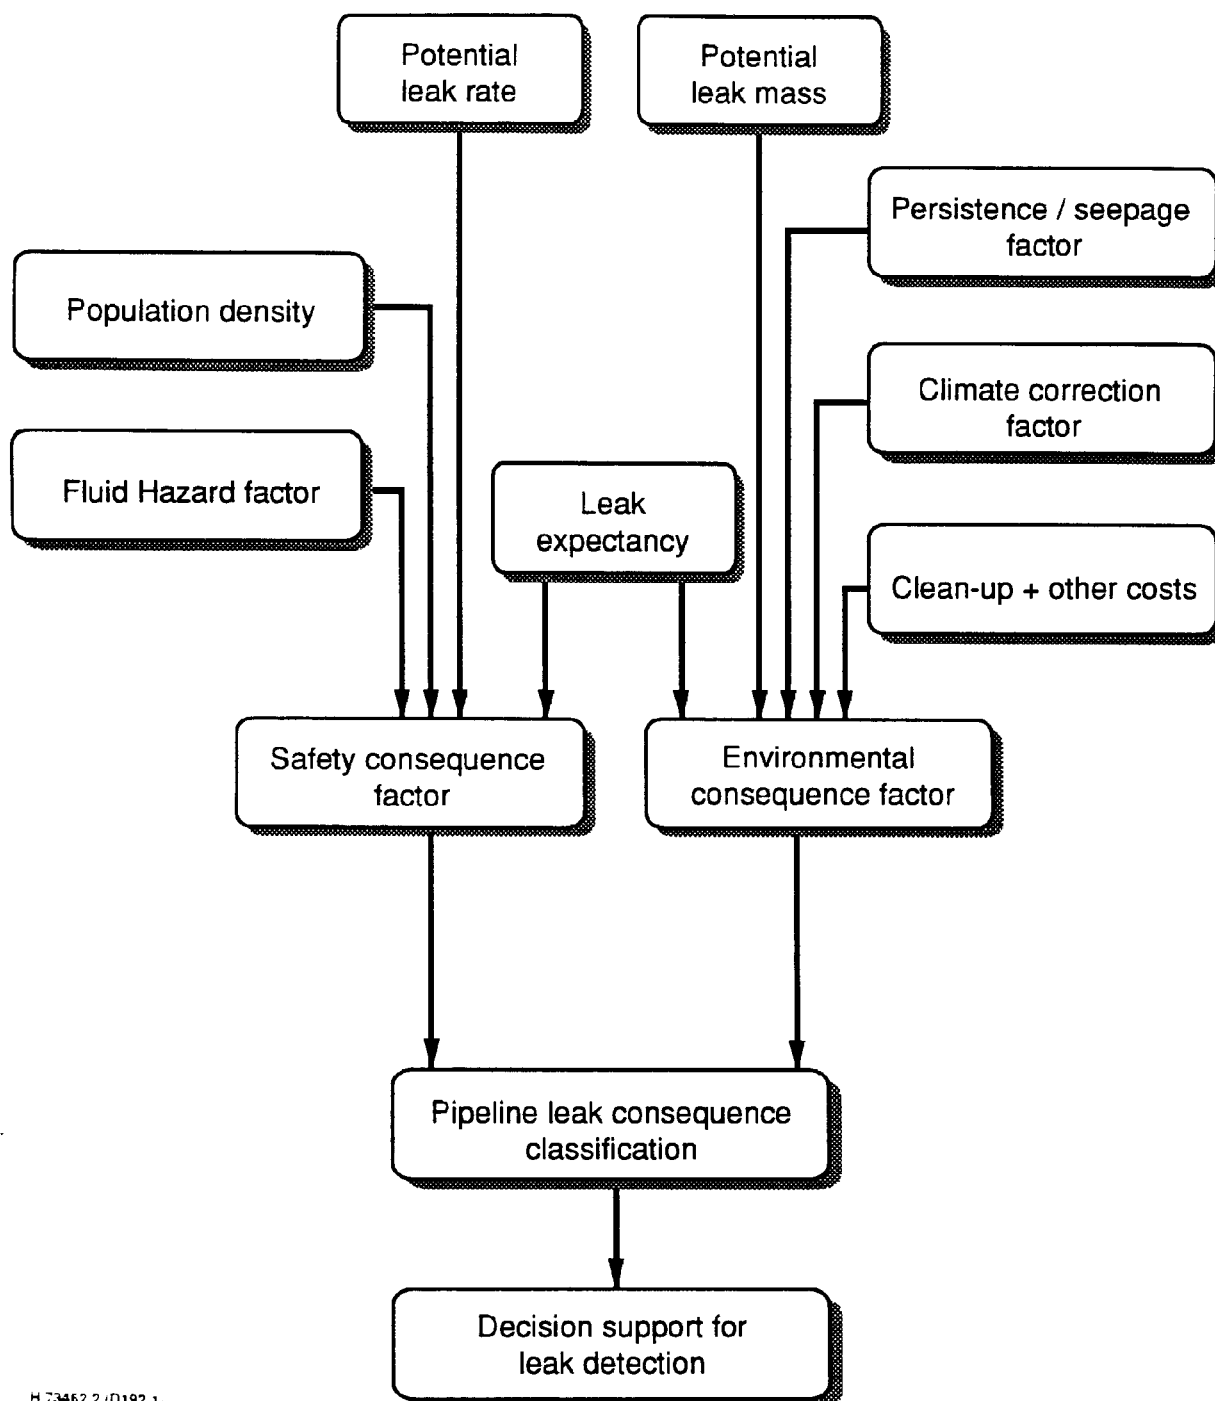 Potential
leak rate
Potential
leak mass
Persistence / seepage
factor
Population density
Climate correction
factor
Fluid Hazard factor
Leak
expectancy
Clean-up + other costs
Safety consequence
factor
Environmental
consequence factor
Pipeline leak consequence
classification
Decision support for
leak detection